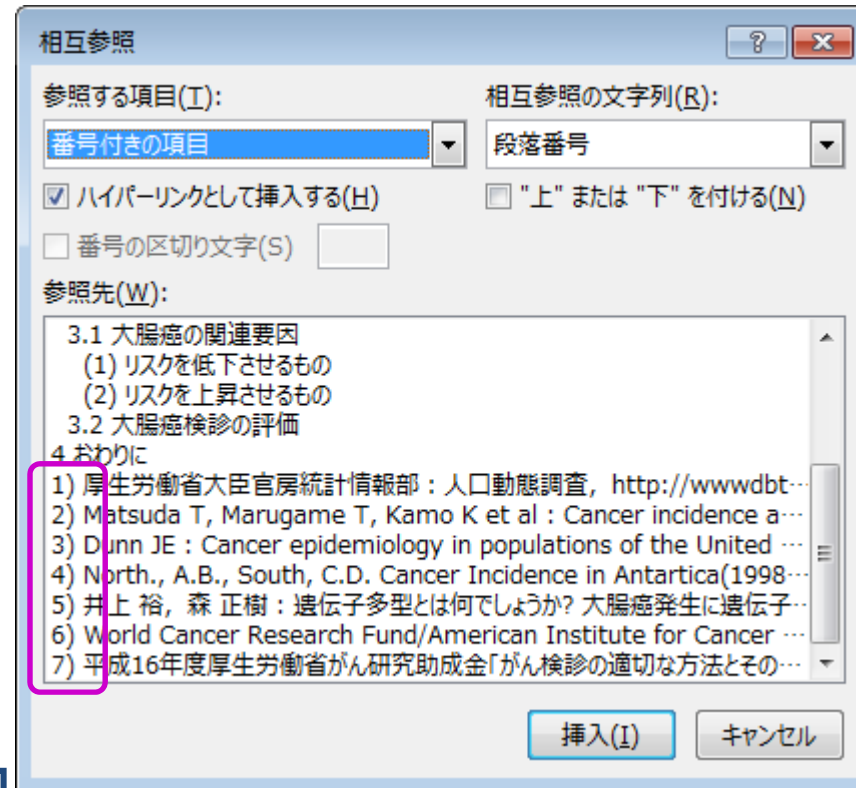 相互参照
参照する項目(T):
相互参照の文字列(R):
番号付きの項目
段落番号
ハイパーリンクとして挿入する(H)
"上" または "下" を付ける(N)
番号の区切り文字(S)
参照先(W):
3.1 大腸癌の関連要因
(1) リスクを低下させるもの
(2) リスクを上昇させるもの
3.2 大腸癌検診の評価
4 おわりに
1) 厚生労働省大臣官房統計情報部：人口動態調査，http://wwwdbt…
2) Matsuda T, Marugame T, Kamo K et al : Cancer incidence a…
3) Dunn JE : Cancer epidemiology in populations of the United …
4) North., A.B., South, C.D. Cancer Incidence in Antartica(1998…
5) 井上 裕，森 正樹：遺伝子多型とは何でしょうか? 大腸癌発生に遺伝子…
6) World Cancer Research Fund/American Institute for Cancer …
7) 平成16年度厚生労働省がん研究助成金「がん検診の適切な方法とその…
挿入(I)
キャンセル